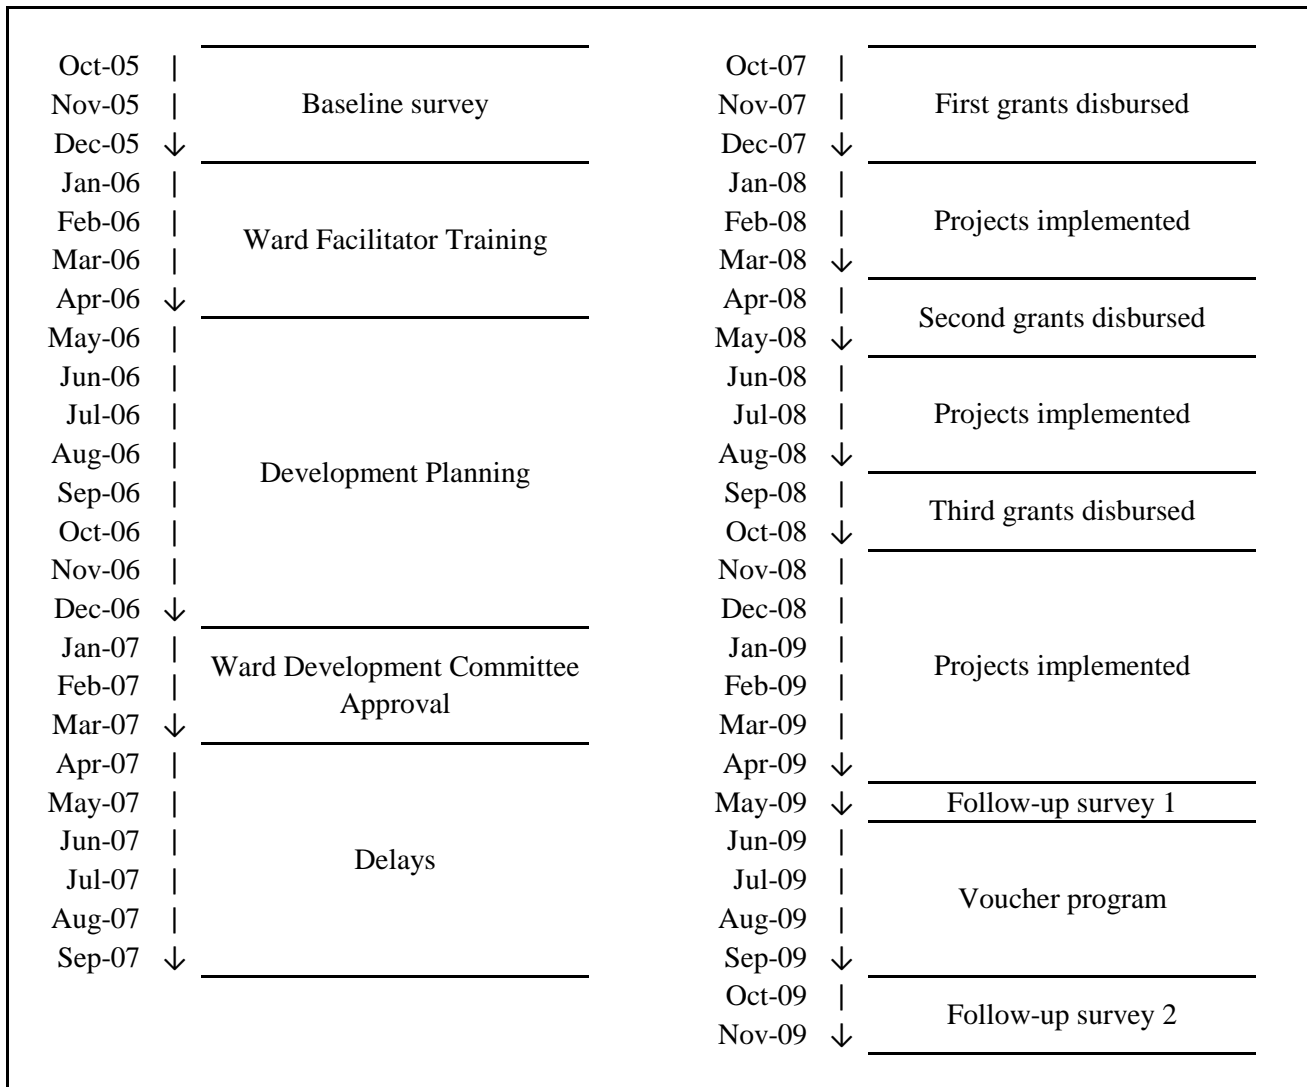 Oct-05 |
Nov-05 | Baseline survey
Dec-05 ↓
Jan-06 |
Feb-06 |
Ward Facilitator Training
Mar-06 |
Apr-06 ↓
May-06 |
Jun-06 |
Jul-06 |
Aug-06 |
Development Planning
Sep-06 |
Oct-06 |
Nov-06 |
Dec-06 ↓
Jan-07 |
Ward Development Committee
Feb-07 |
Approval
Mar-07 ↓
Apr-07 |
May-07 |
Jun-07 |
Delays
Jul-07 |
Aug-07 |
Sep-07 ↓
Oct-07 |
Nov-07 | First grants disbursed
Dec-07 ↓
Jan-08 |
Feb-08 | Projects implemented
Mar-08 ↓
Apr-08 |
Second grants disbursed
May-08 ↓
Jun-08 |
Jul-08 | Projects implemented
Aug-08 ↓
Sep-08 |
Third grants disbursed
Oct-08 ↓
Nov-08 |
Dec-08 |
Jan-09 |
Projects implemented
Feb-09 |
Mar-09 |
Apr-09 ↓
May-09 ↓ Follow-up survey 1
Jun-09 |
Jul-09 |
Voucher program
Aug-09 |
Sep-09 ↓
Oct-09 |
Follow-up survey 2
Nov-09 ↓